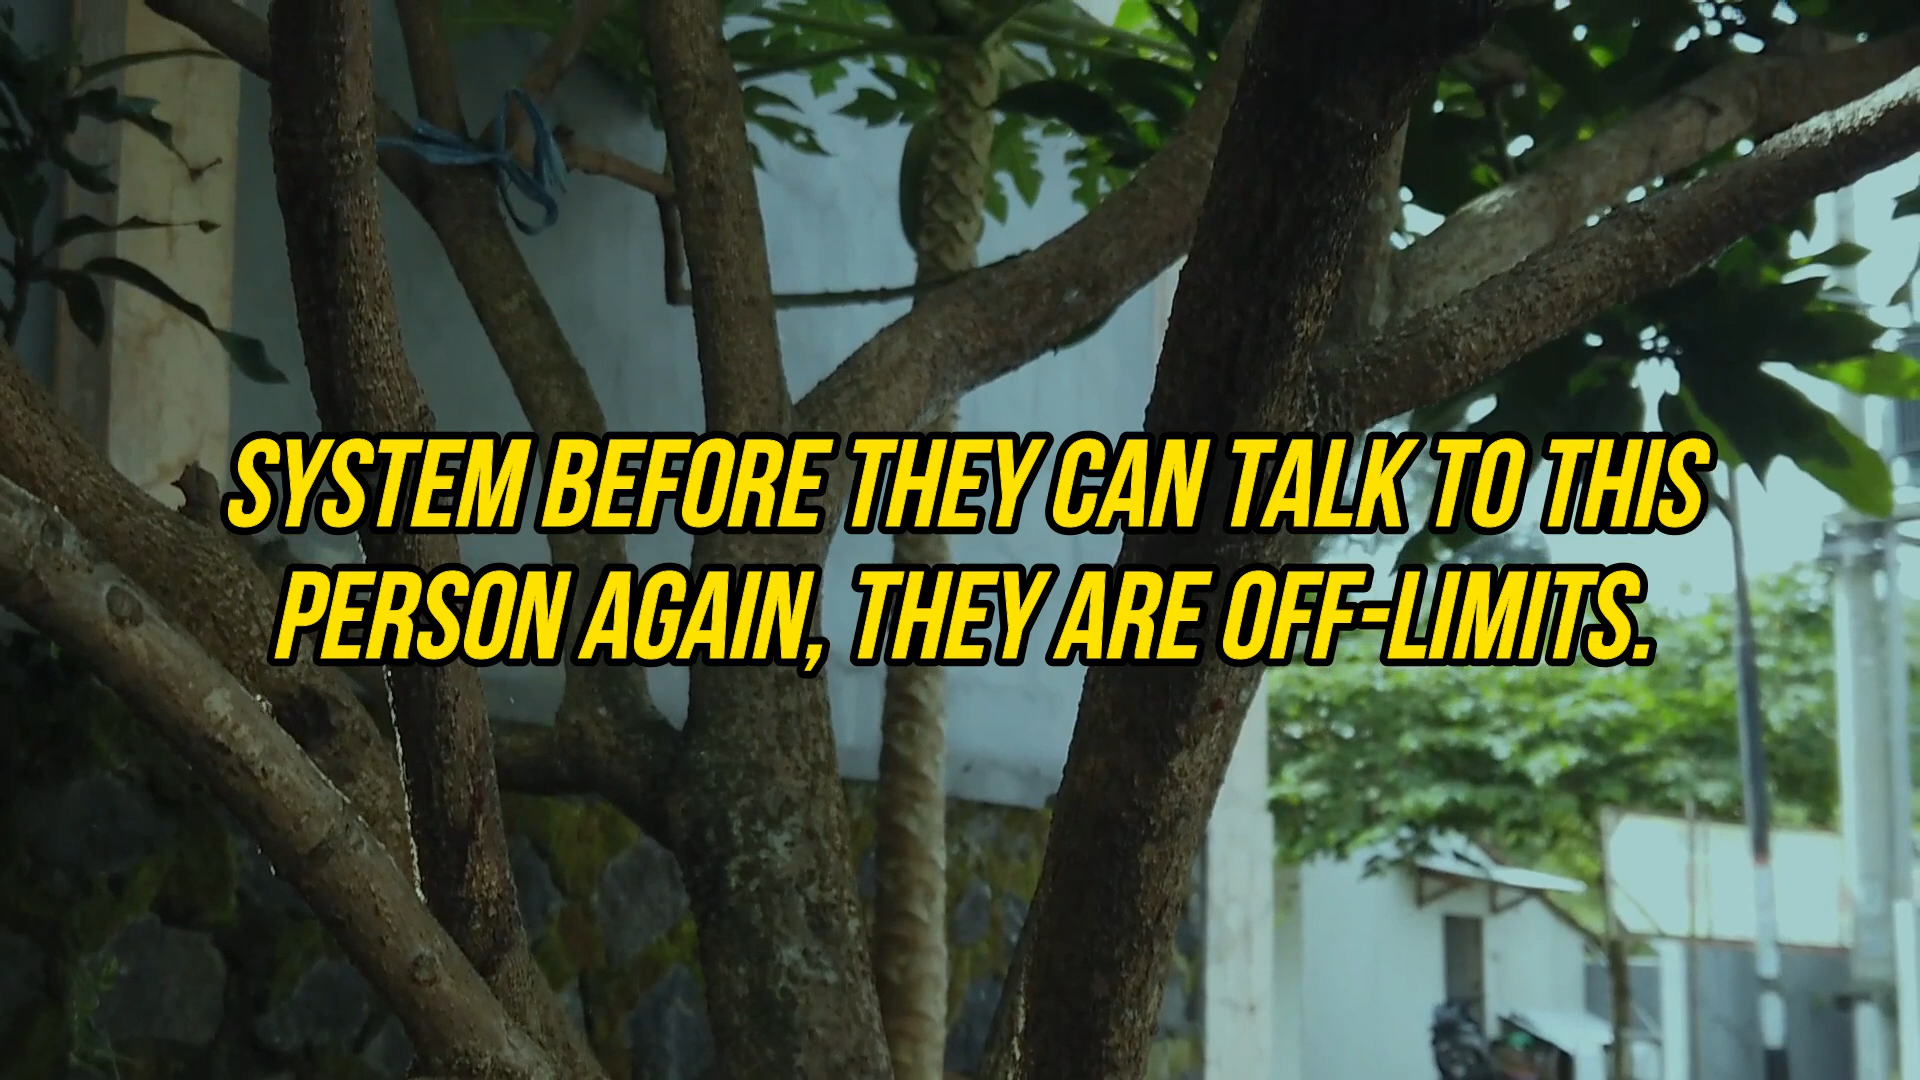 SYSTEM BEFORE THEY CAN TALK TO THIS
PERSON AGAIN, THEY ARE OFF-LIMITS.